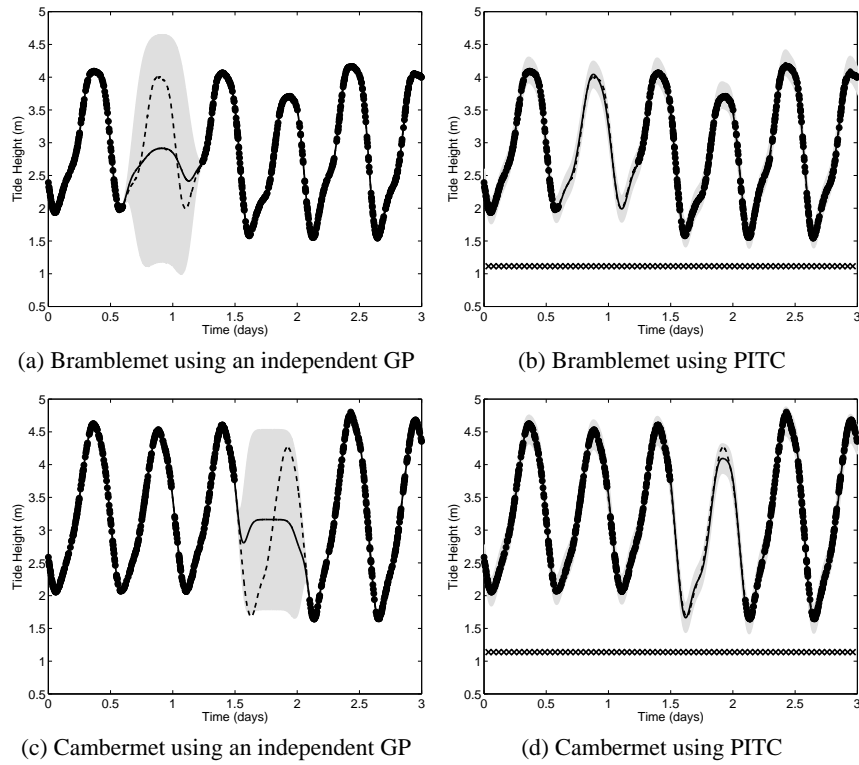 5
4.5
4
3.5
3
2.5
2
1.5
1
0.5
Tide Height (m)
0 0.5 1 1.5 2 2.5 3
Time (days)
(a) Bramblemet using an independent GP
5
4.5
4
3.5
3
2.5
2
1.5
1
0.5
Tide Height (m)
0 0.5 1 1.5 2 2.5 3
Time (days)
(b) Bramblemet using PITC
5
4.5
4
3.5
3
2.5
2
1.5
1
0.5
Tide Height (m)
0 0.5 1 1.5 2 2.5 3
Time (days)
(c) Cambermet using an independent GP
5
4.5
4
3.5
3
2.5
2
1.5
1
0.5
Tide Height (m)
0 0.5 1 1.5 2 2.5 3
Time (days)
(d) Cambermet using PITC